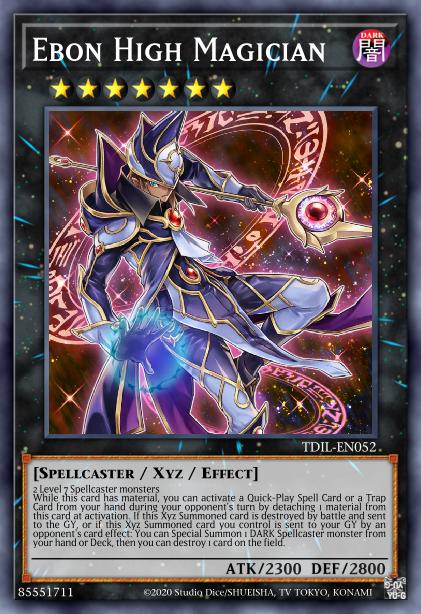 EBON HIGH MAGICIAN
DARK
闇
TDIL-EN052
[SPELLCASTER / XYZ / EFFECT]
2 Level 7 Spellcaster monsters
While this card has material, you can activate a Quick-Play Spell Card or a Trap
Card from your hand during your opponent's turn by detaching 1 material from
this card at activation. If this Xyz Summoned card is destroyed by battle and sent
to the GY, or if this Xyz Summoned card you control is sent to your GY by an
opponent's card effect: You can Special Summon 1 DARK Spellcaster monster from
your hand or Deck, then you can destroy 1 card on the field.
ATK/2300 DEF/2800
85551711
©2020 Studio Dice/SHUEISHA, TV TOKYO, KONAMI